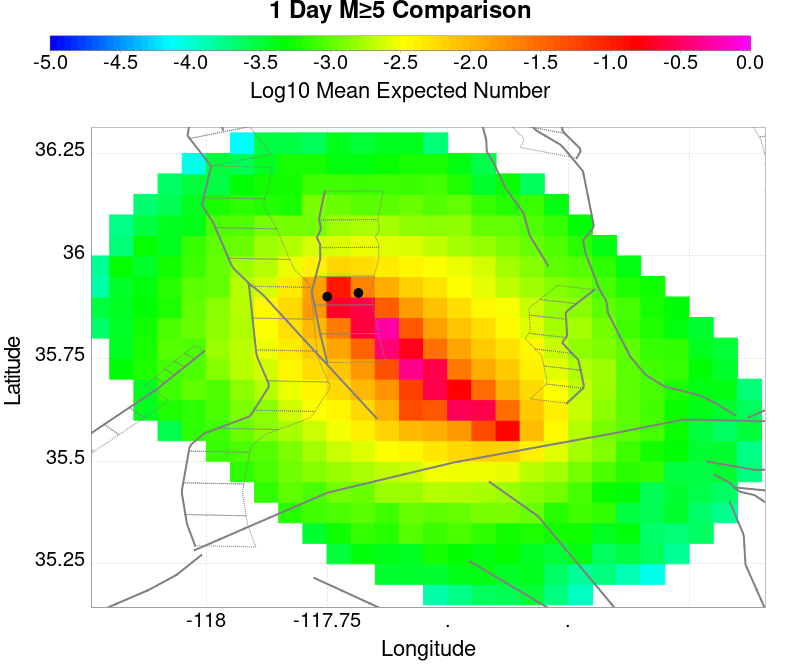 1 Day M≥5 Comparison
-5.0 -4.5 -4.0 -3.5 -3.0 -2.5 -2.0 -1.5 -1.0 -0.5 0.0
Log10 Mean Expected Number
36.25
36
35.75
35.5
35.25
Latitude
-118 -117.75 . .
Longitude